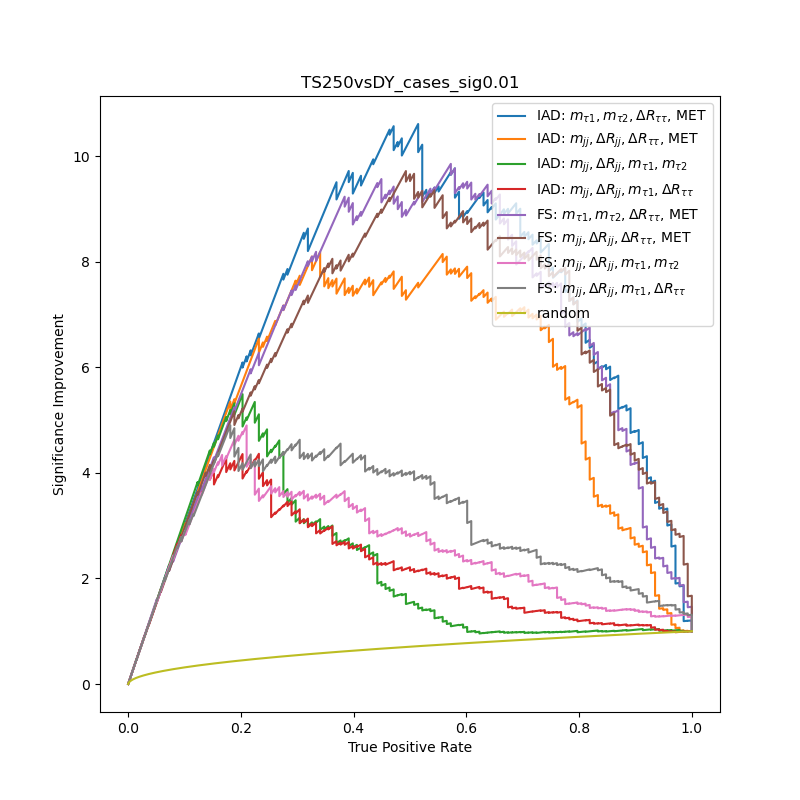 TS250vsDY_cases_sig0.01
IAD: $m_{\tau1}, m_{\tau2}, \Delta R_{\tau\tau}$, MET
IAD: $m_{jj}, \Delta R_{jj}, \Delta R_{\tau\tau}$, MET
IAD: $m_{jj}, \Delta R_{jj}, m_{\tau1}, m_{\tau2}$
IAD: $m_{jj}, \Delta R_{jj}, m_{\tau1}, \Delta R_{\tau\tau}$
FS: $m_{\tau1}, m_{\tau2}, \Delta R_{\tau\tau}$, MET
FS: $m_{jj}, \Delta R_{jj}, \Delta R_{\tau\tau}$, MET
FS: $m_{jj}, \Delta R_{jj}, m_{\tau1}, m_{\tau2}$
FS: $m_{jj}, \Delta R_{jj}, m_{\tau1}, \Delta R_{\tau\tau}$
random
Significance Improvement
10
8
6
4
2
0
0.0 0.2 0.4 0.6 0.8 1.0
True Positive Rate